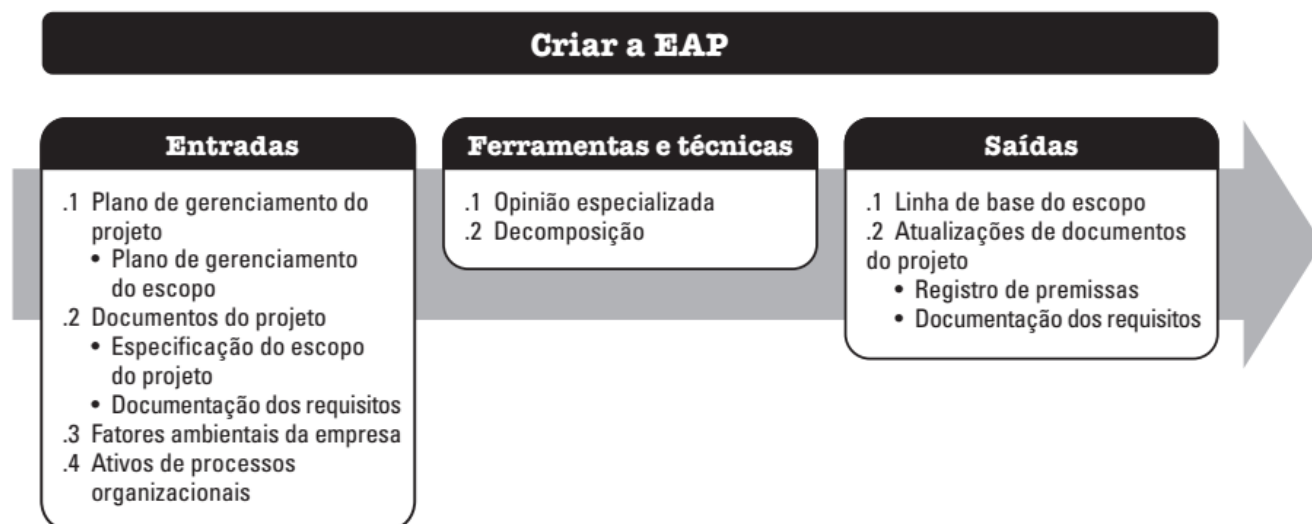 Criar a EAP
Entradas
.1 Plano de gerenciamento do
projeto
• Plano de gerenciamento
do escopo
.2 Documentos do projeto
• Especificação do escopo
do projeto
• Documentação dos requisitos
.3 Fatores ambientais da empresa
.4 Ativos de processos
organizacionais
Ferramentas e técnicas
.1 Opinião especializada
.2 Decomposição
Saídas
.1 Linha de base do escopo
.2 Atualizações de documentos
do projeto
• Registro de premissas
• Documentação dos requisitos